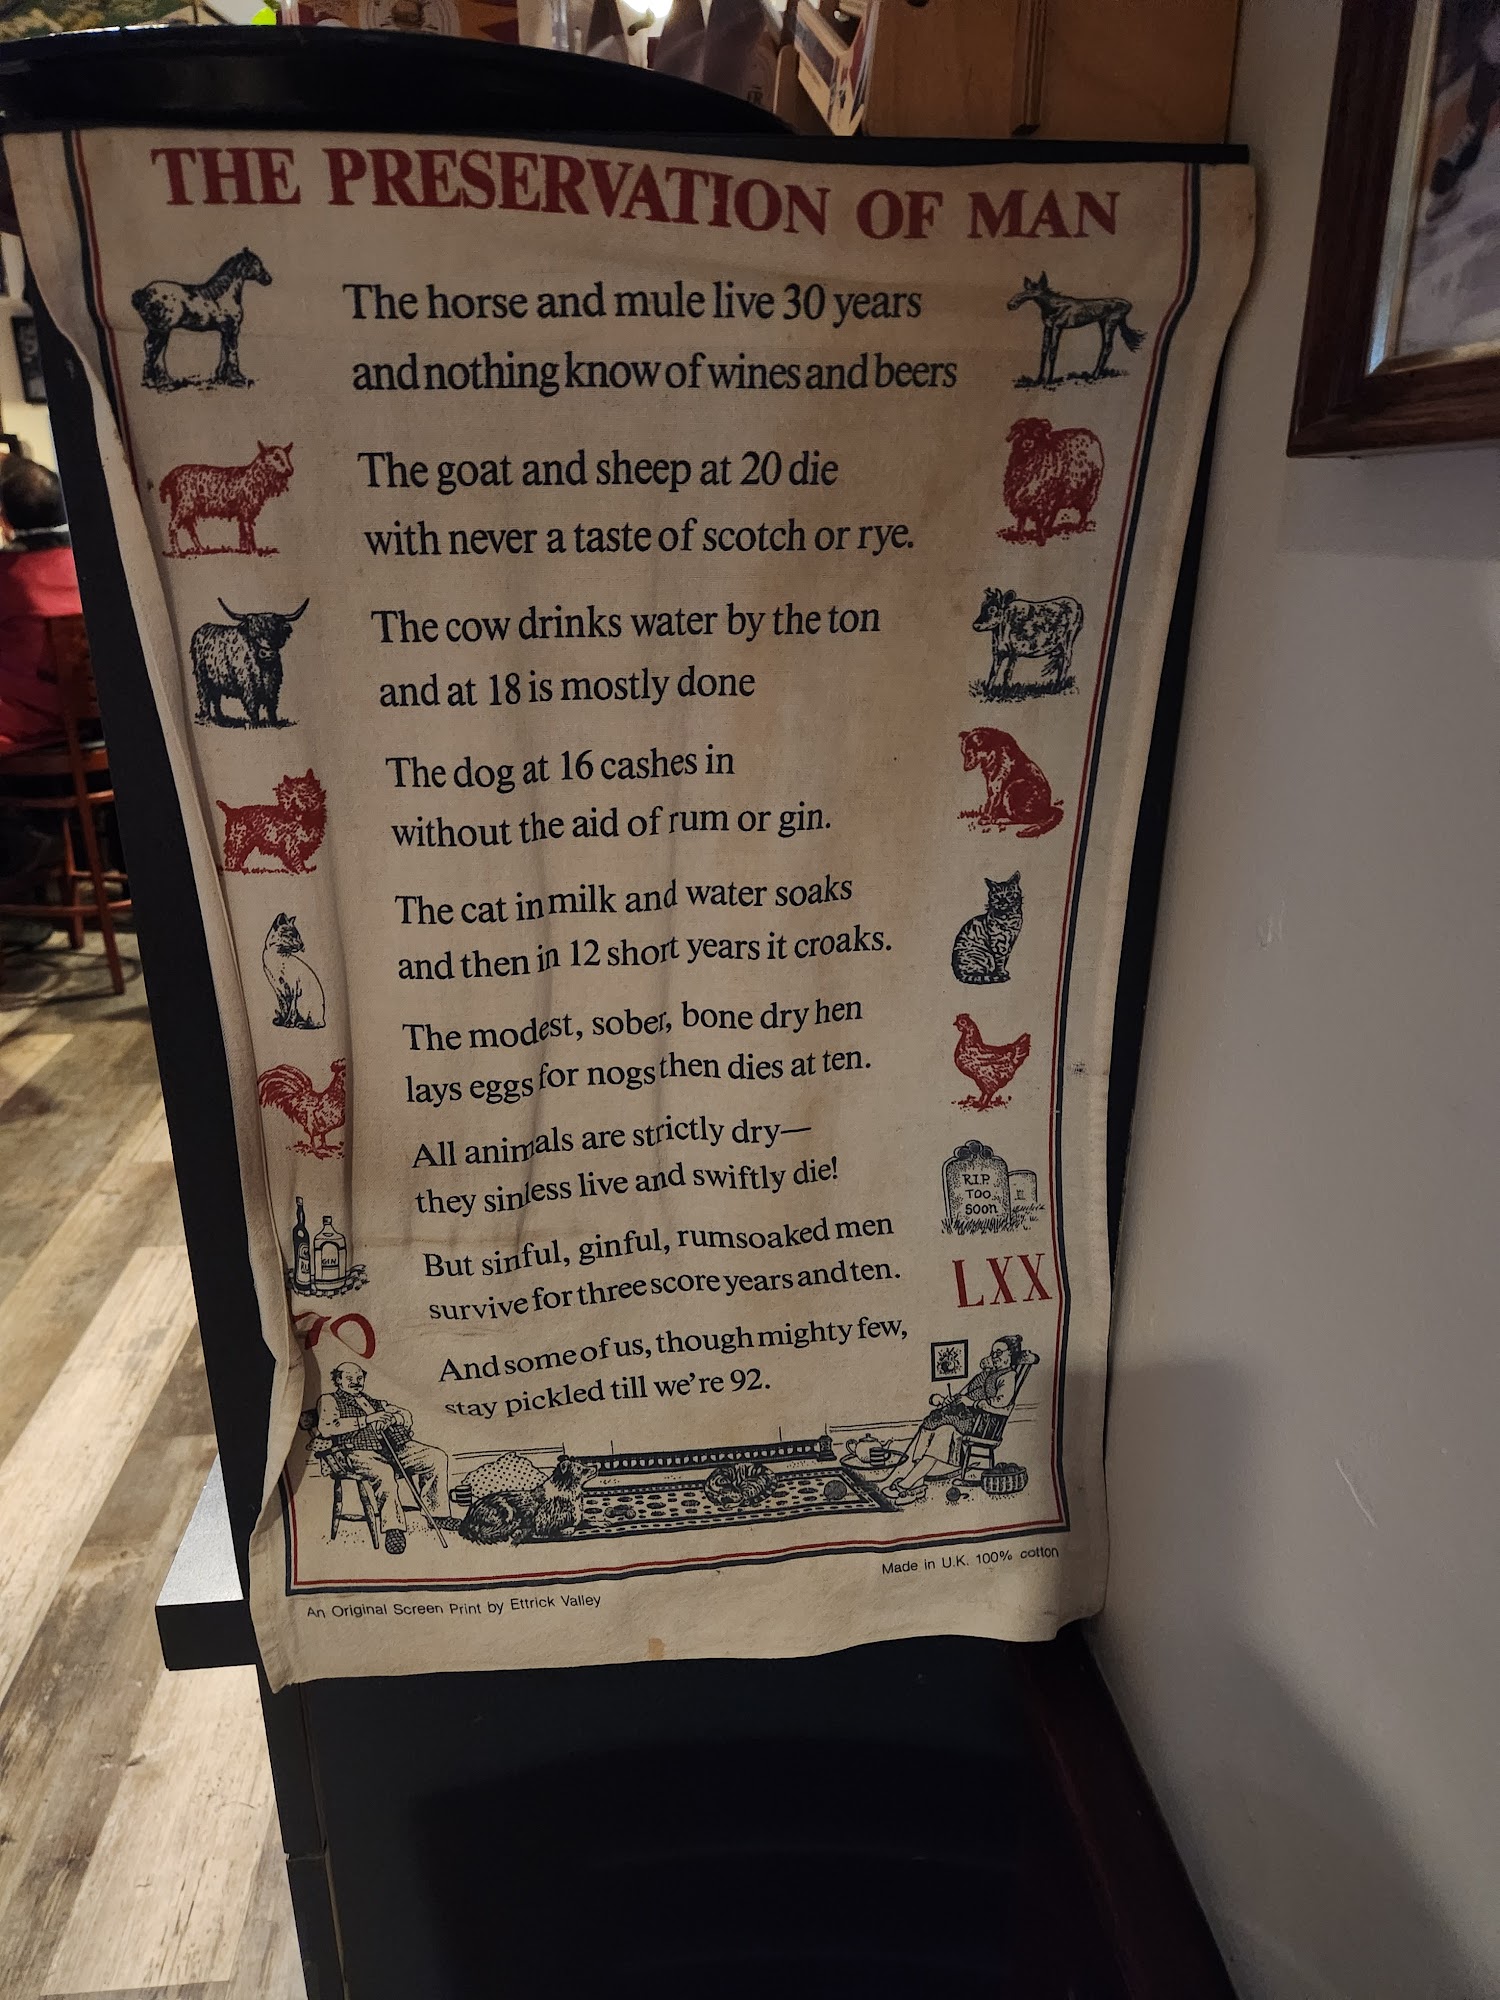 THE PRESERVATION OF MAN
The horse and mule live 30 years
and nothing know of wines and beers
The goat and sheep at 20 die
with never a taste of scotch or rye.
The cow drinks water by the ton
and at 18 is mostly done
The dog at 16 cashes in
without the aid of rum or gin.
The cat in milk and water soaks
and then in 12 short years it croaks.
The modest, sober, bone dry hen
lays eggs for nogs then dies at ten.
All animals are strictly dry—
they sinless live and swiftly die!
R.I.P.
TOO
SOON
But sinful, ginful, rumsoaked men
survive for three score years and ten.
GIN
70
LXX
And some of us, though mighty few,
stay pickled till we're 92.
An Original Screen Print by Ettrick Valley
Made in U.K. 100% cotton